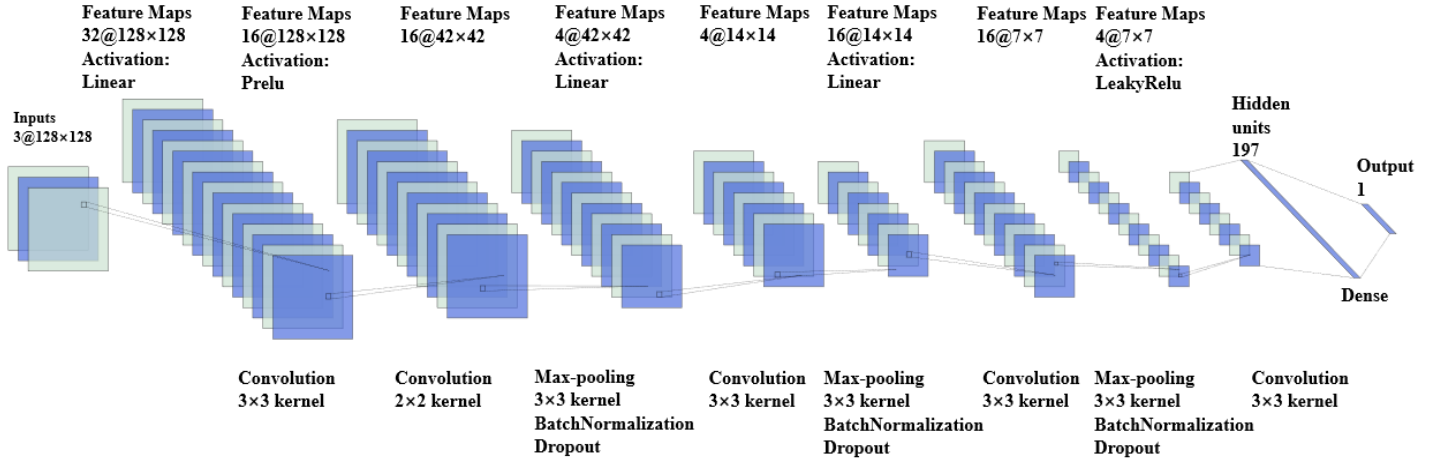 Feature Maps
32@128×128
Activation:
Linear
Feature Maps
16@128×128
Activation:
Prelu
Feature Maps
16@42×42
Feature Maps
4@42×42
Activation:
Linear
Feature Maps
4@14×14
Feature Maps
16@14×14
Activation:
Linear
Feature Maps
16@7×7
Feature Maps
4@7×7
Activation:
LeakyRelu
Inputs
3@128×128
Hidden
units
197
Output
1
Dense
Convolution
3×3 kernel
Convolution
2×2 kernel
Max-pooling
3×3 kernel
BatchNormalization
Dropout
Convolution
3×3 kernel
Max-pooling
3×3 kernel
BatchNormalization
Dropout
Convolution
3×3 kernel
Max-pooling
3×3 kernel
BatchNormalization
Dropout
Convolution
3×3 kernel